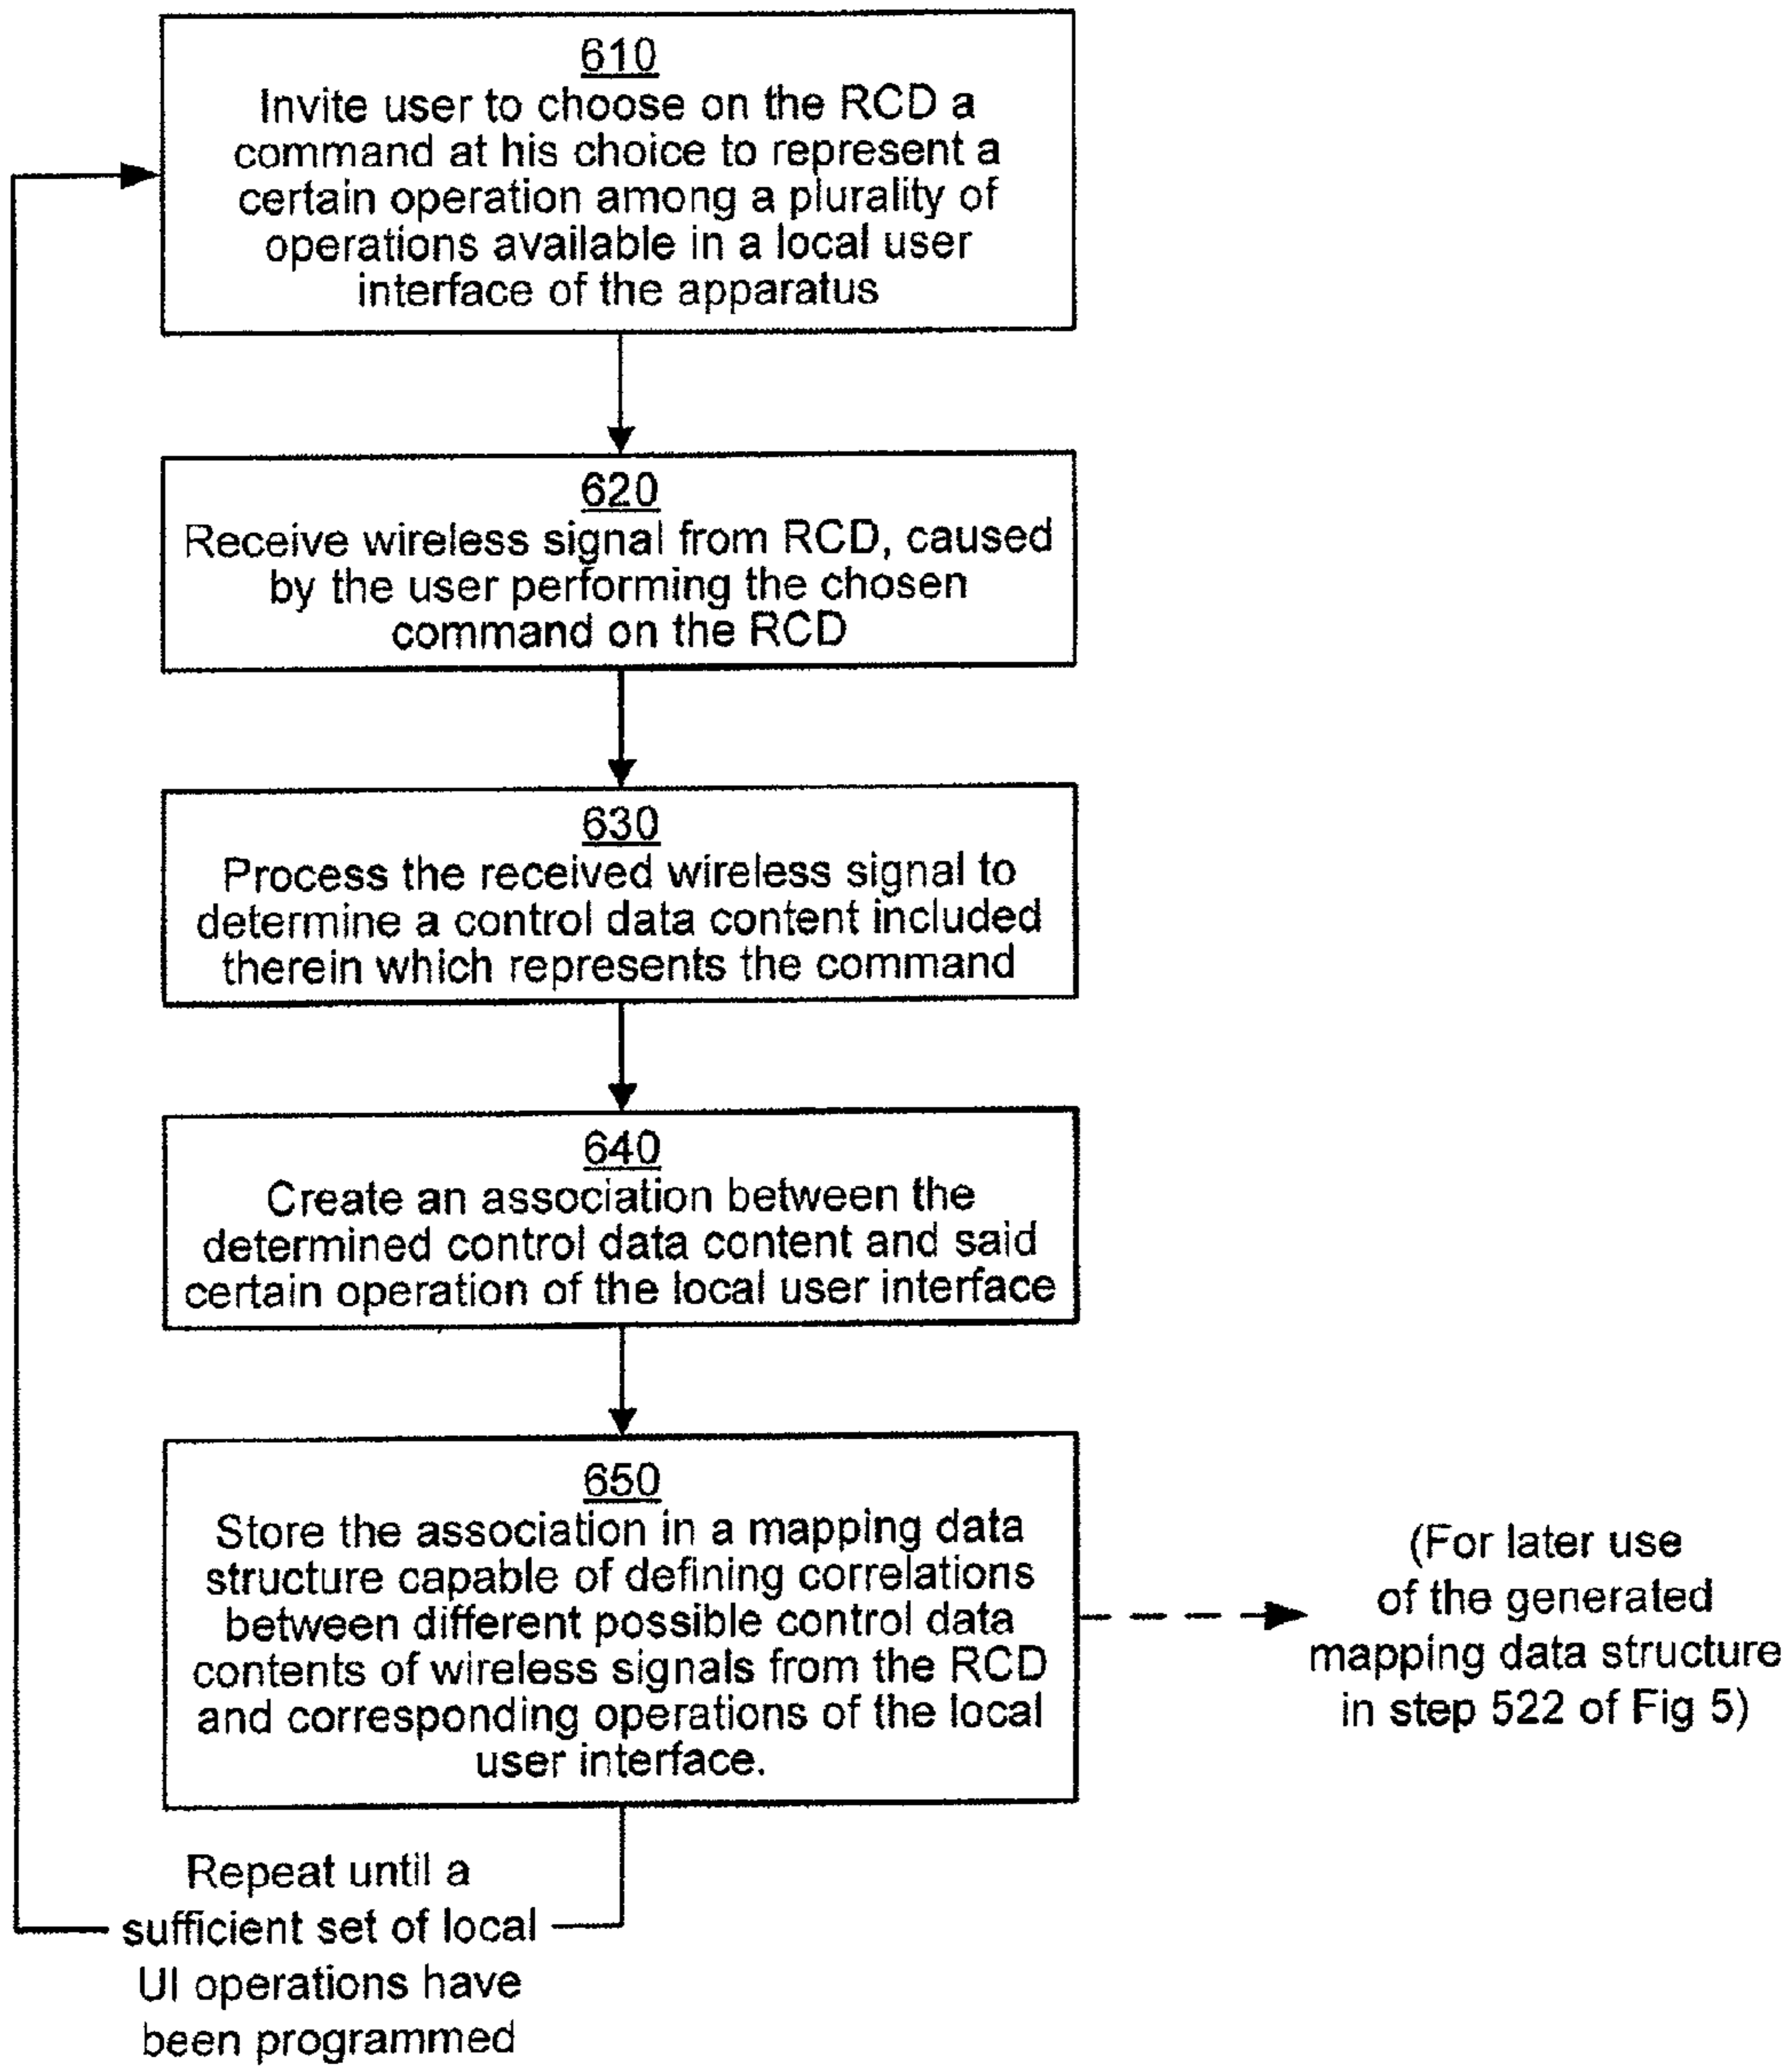 610
Invite user to choose on the RCD a
command at his choice to represent a
certain operation among a plurality of
operations available in a local user
interface of the apparatus
620
Receive wireless signal from RCD, caused
by the user performing the chosen
command on the RCD
630
Process the received wireless signal to
determine a control data content included
therein which represents the command
640
Create an association between the
determined control data content and said
certain operation of the local user interface
650
Store the association in a mapping data
structure capable of defining correlations
between different possible control data
contents of wireless signals from the RCD
and corresponding operations of the local
user interface.
(For later use
of the generated
mapping data structure
in step 522 of Fig 5)
Repeat until a
sufficient set of local
UI operations have
been programmed